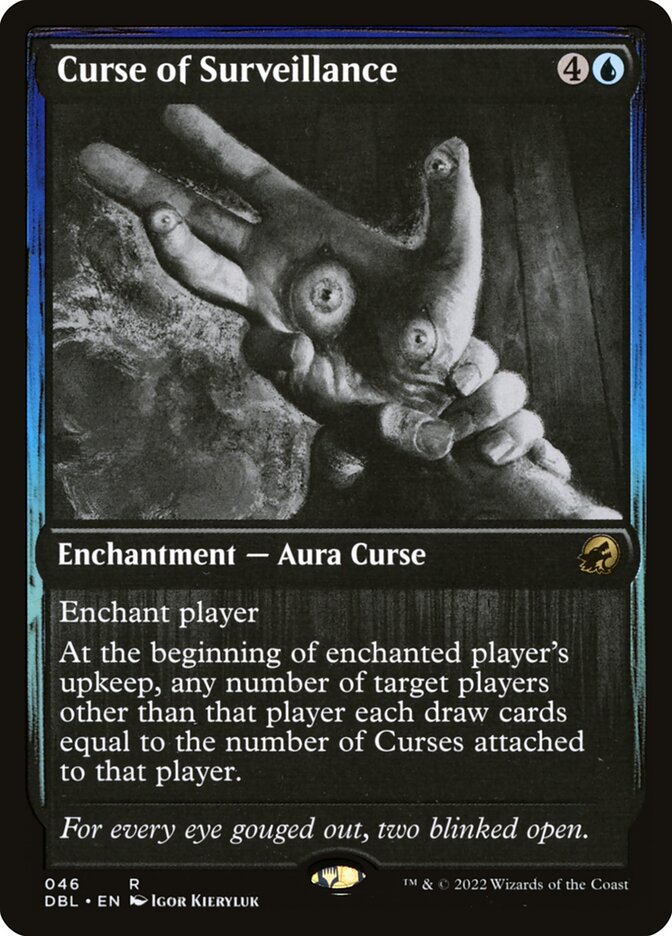 Curse of Surveillance 4
Enchantment — Aura Curse
Enchant player
At the beginning of enchanted player's
upkeep, any number of target players
other than that player each draw cards
equal to the number of Curses attached
to that player.
For every eye gouged out, two blinked open.
046 R
DBL • EN Igor Kieryluk
™ & © 2022 Wizards of the Coast